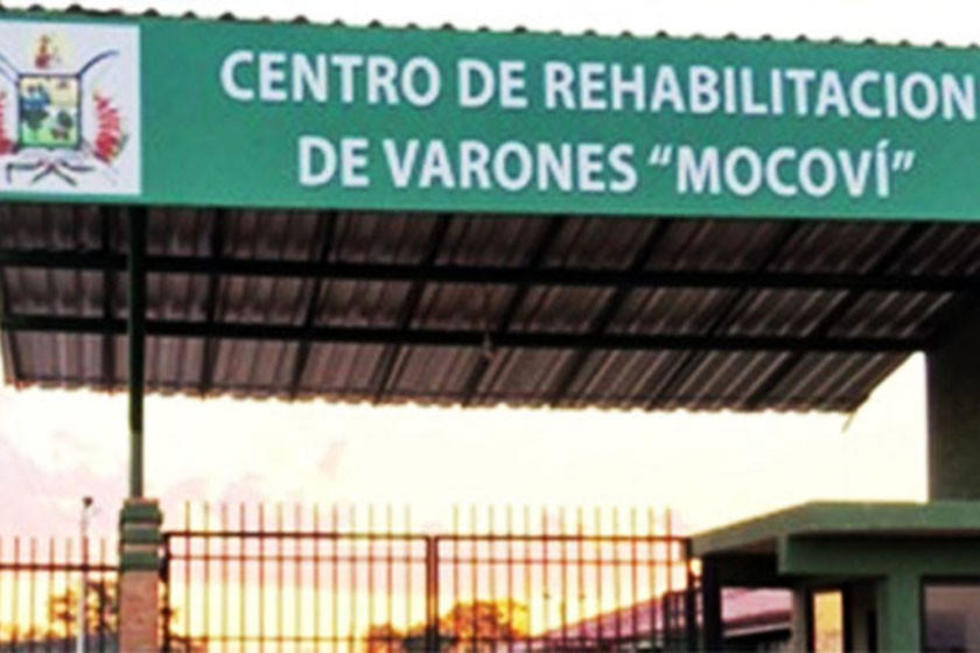 CENTRO DE REHABILITACION
DE VARONES “MOCOVÍ”